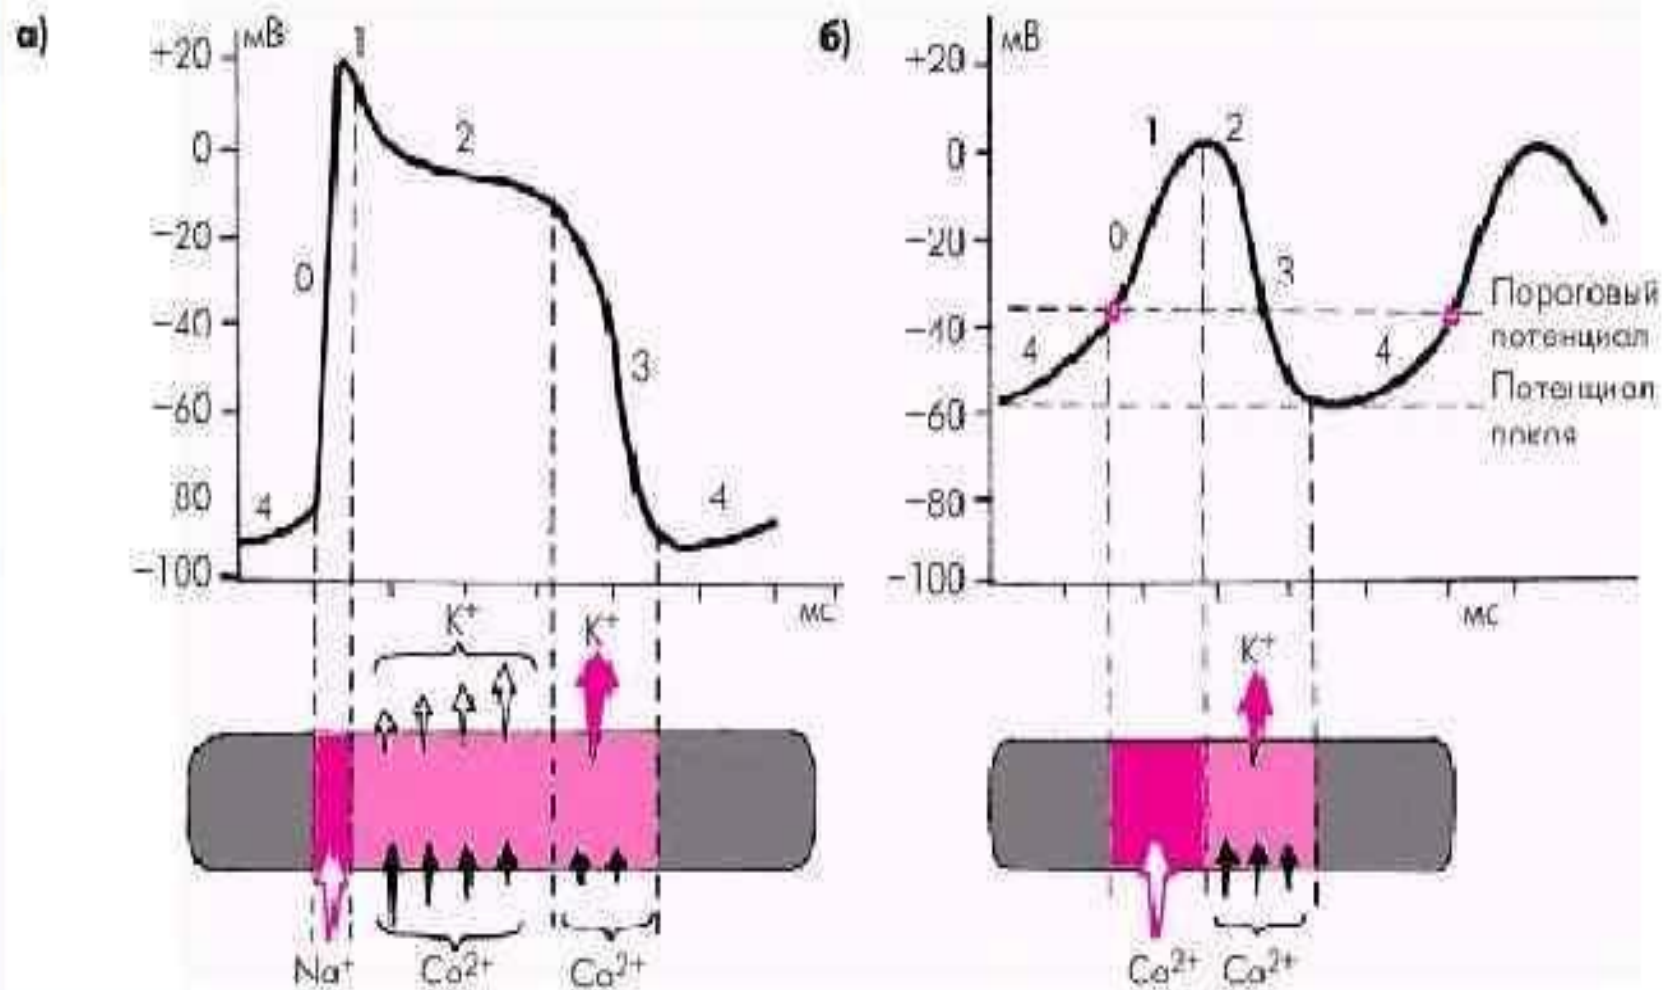 а)
мВ
+20
0
−20
−40
−60
80
−100
1
2
0
3
4
4
мс
K⁺
K⁺
Na⁺
Ca²⁺
Ca²⁺
б)
мВ
+20
0
−20
−40
−60
−80
−100
1
2
0
3
4
4
Пороговый
потенциал
Потенциал
покоя
мс
K⁺
Ca²⁺
Ca²⁺